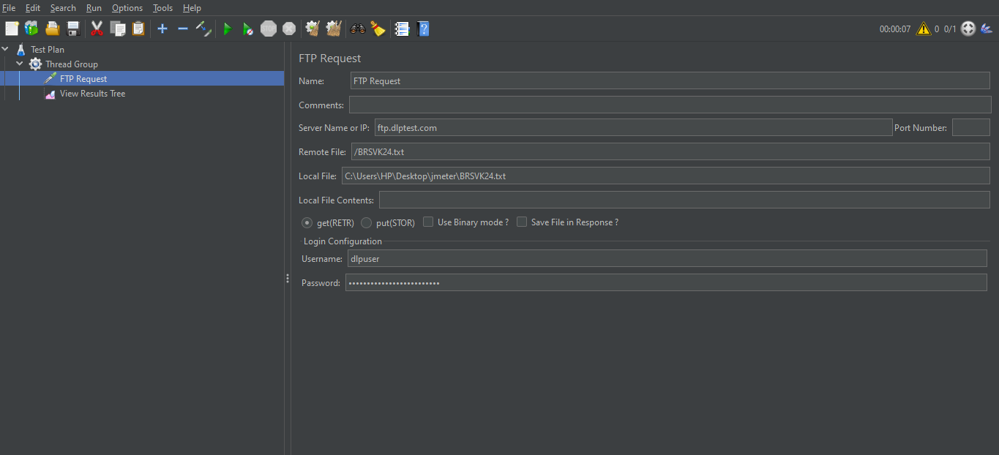 File Edit Search Run Options Tools Help
00:00:07 0 0/1
Test Plan
Thread Group
FTP Request
View Results Tree
FTP Request
Name: FTP Request
Comments:
Server Name or IP: ftp.dlptest.com Port Number:
Remote File: /BRSVK24.txt
Local File: C:\Users\HP\Desktop\jmeter\BRSVK24.txt
Local File Contents:
get(RETR) put(STOR) Use Binary mode ? Save File in Response ?
Login Configuration
Username: dlpuser
Password: •••••••••••••••••••••••••